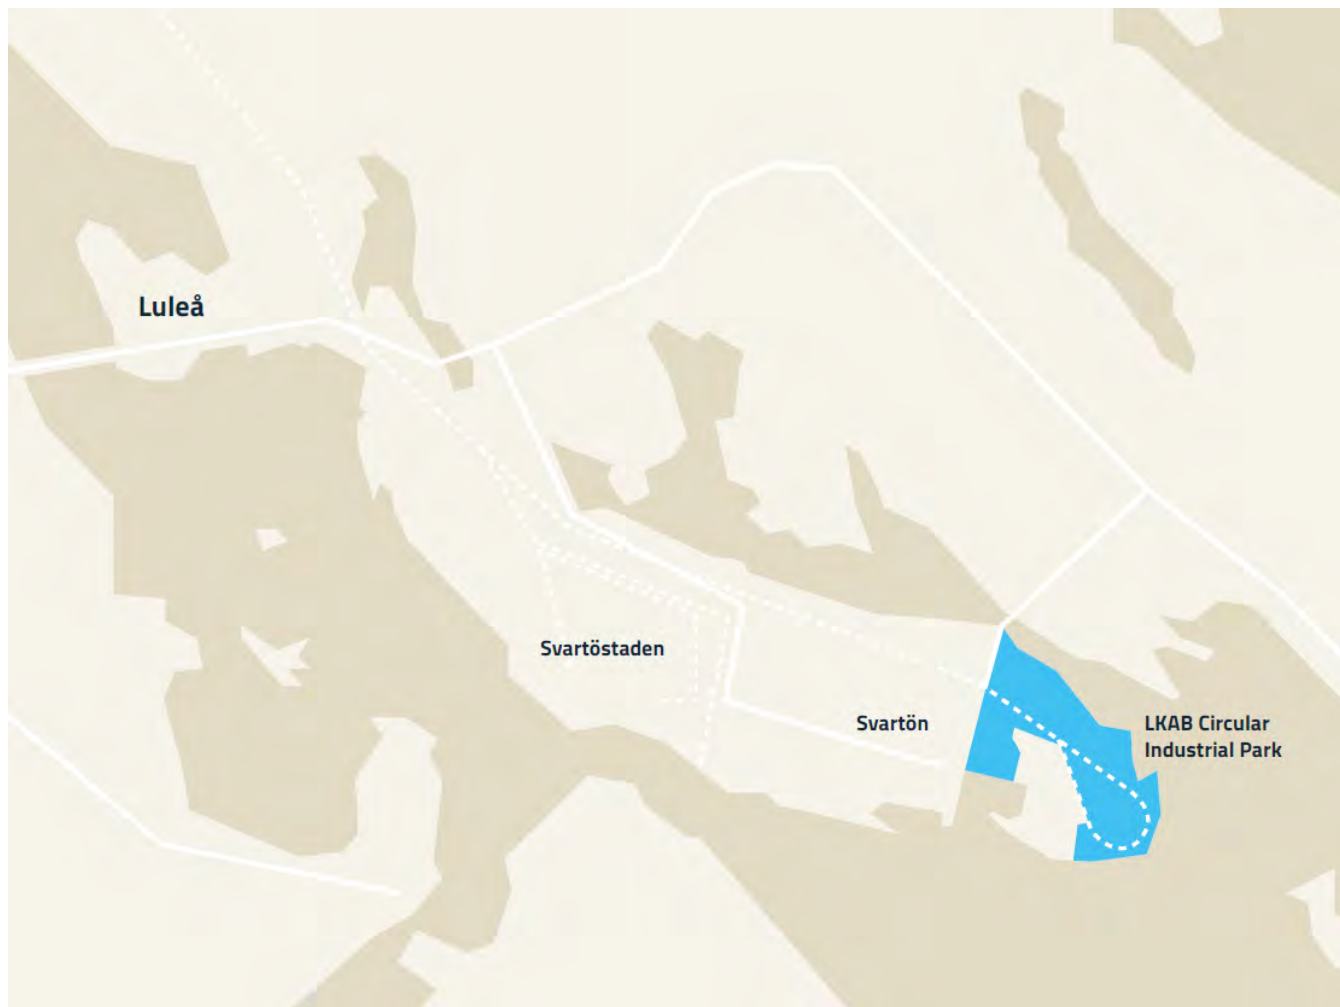 Luleå
Svartöstaden
Svartön
LKAB Circular
Industrial Park